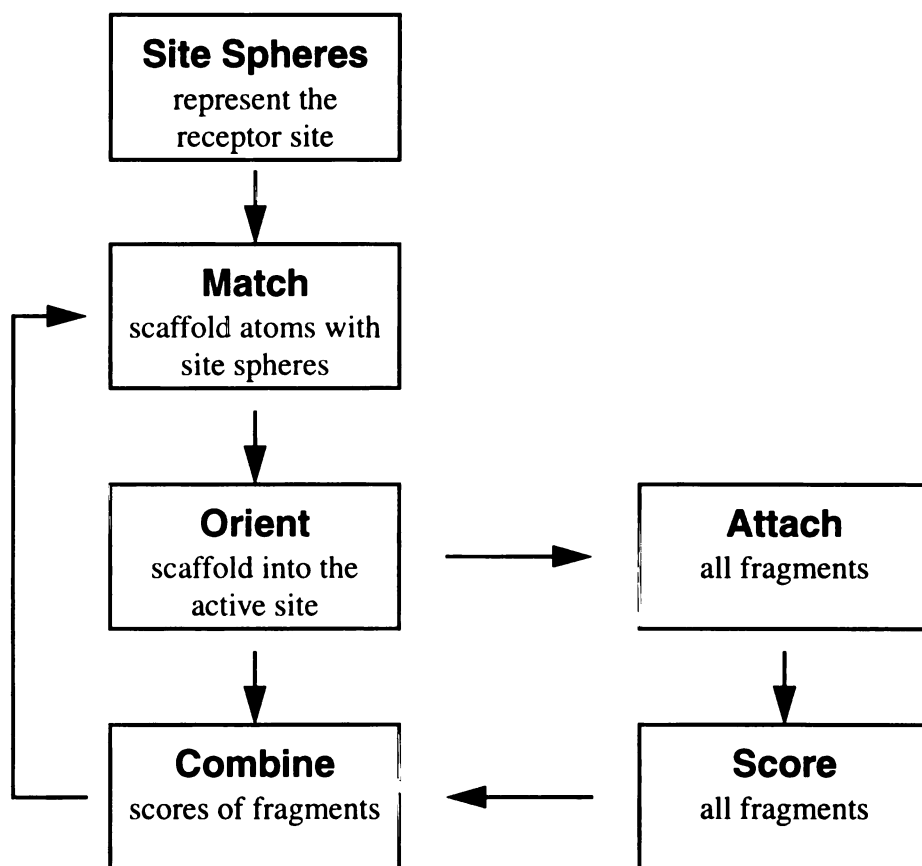 Site Spheres
represent the
receptor site
Match
scaffold atoms with
site spheres
Orient
scaffold into the
active site
Attach
all fragments
Combine
scores of fragments
Score
all fragments